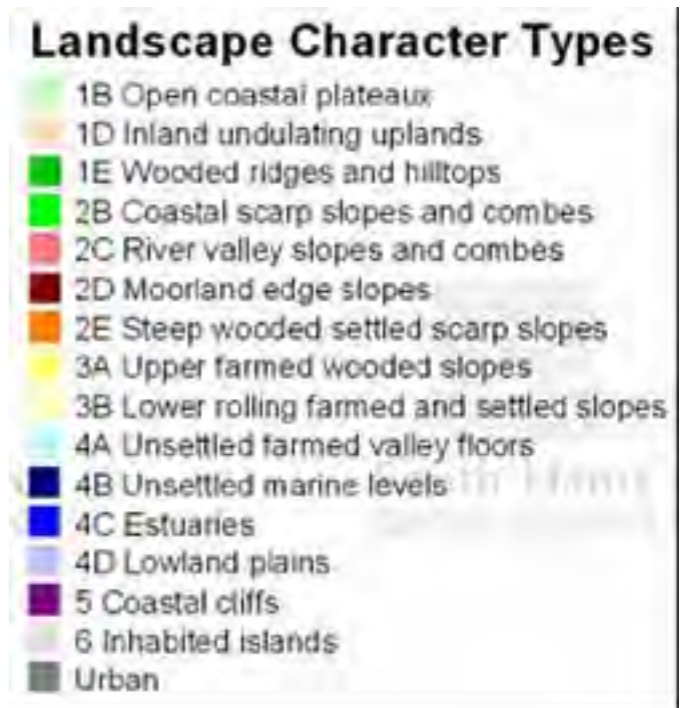 Landscape Character Types
1B Open coastal plateaux
1D Inland undulating uplands
1E Wooded ridges and hilltops
2B Coastal scarp slopes and combes
2C River valley slopes and combes
2D Moorland edge slopes
2E Steep wooded settled scarp slopes
3A Upper farmed wooded slopes
3B Lower rolling farmed and settled slopes
4A Unsettled farmed valley floors
4B Unsettled marine levels
4C Estuaries
4D Lowland plains
5 Coastal cliffs
6 Inhabited islands
Urban